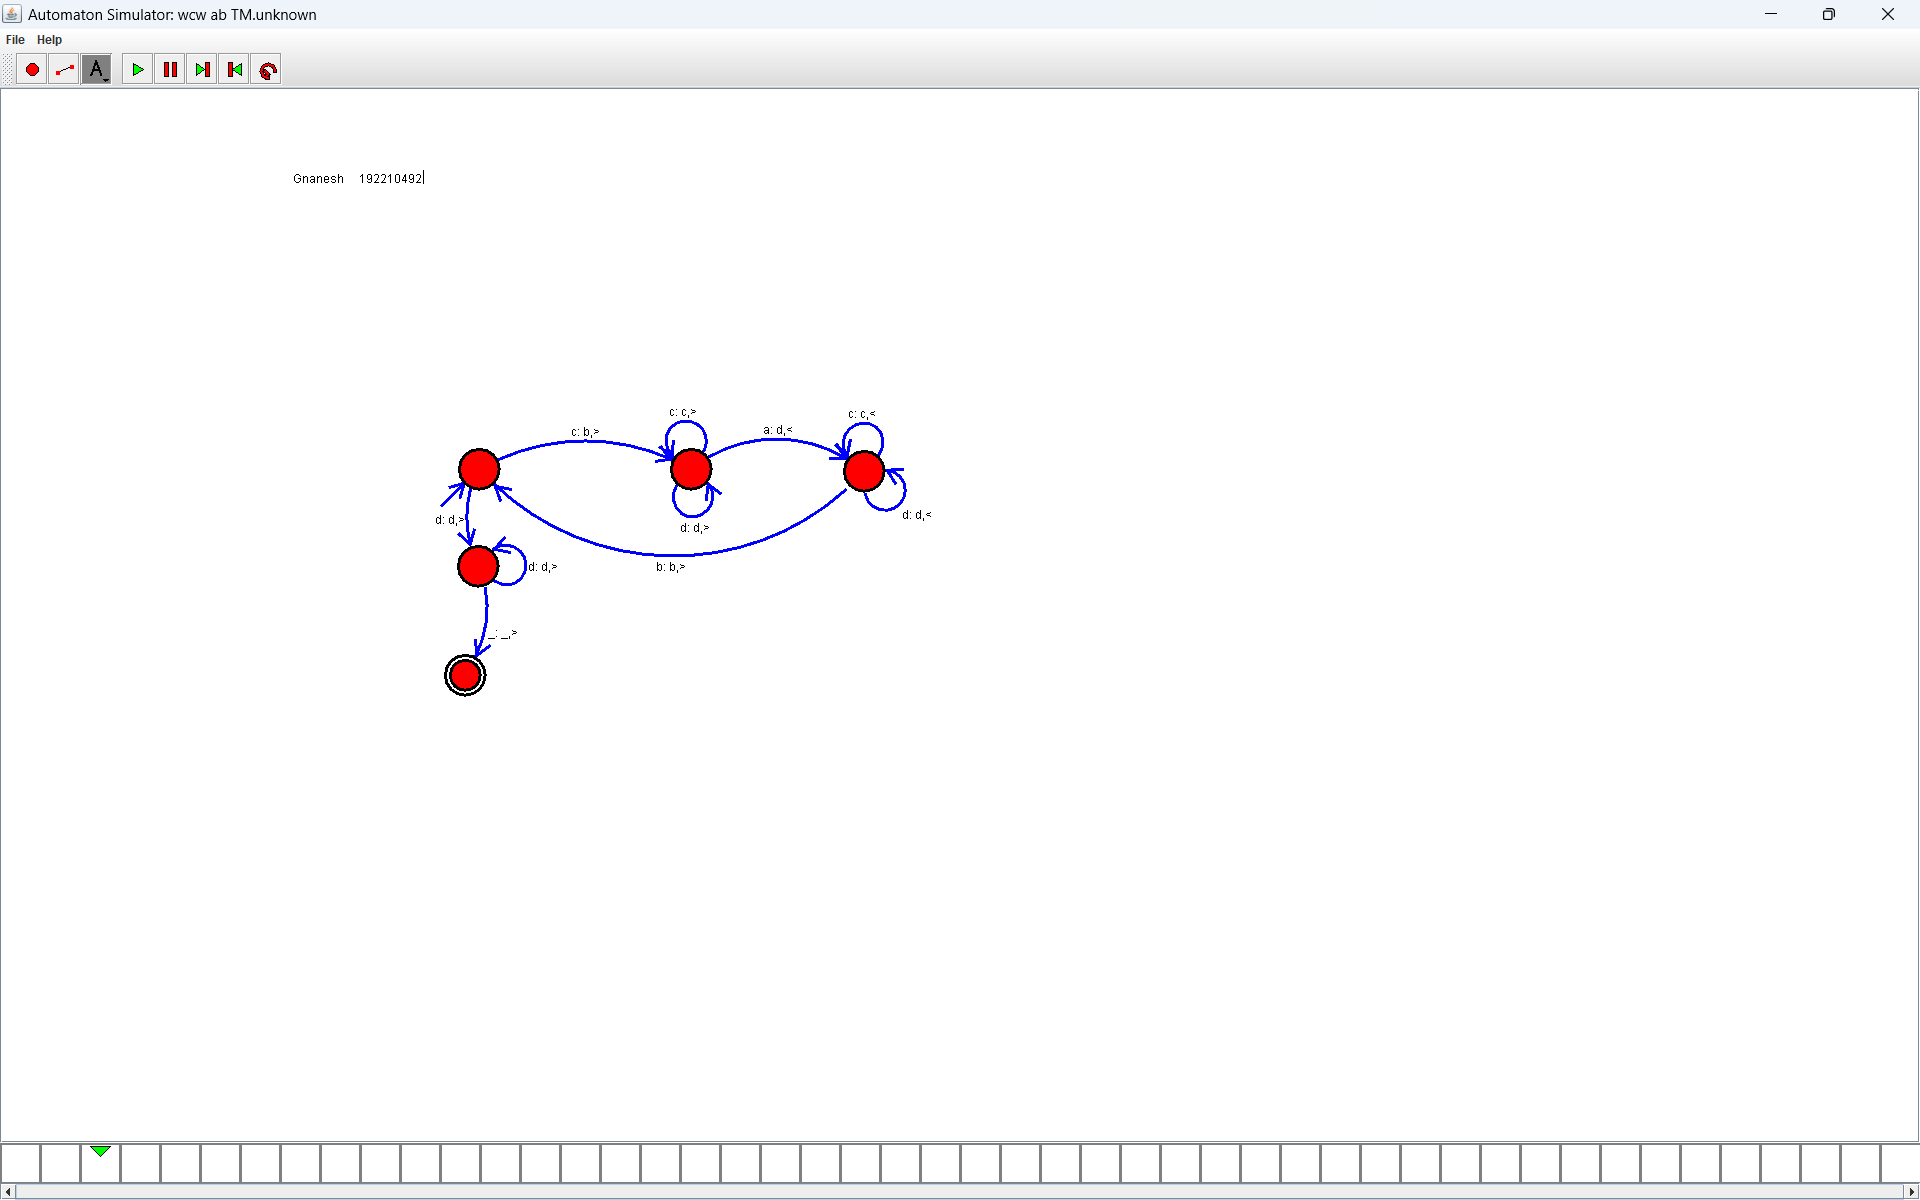 Automaton Simulator: wcw ab TM.unknown
File Help
A
Gnanesh 192210492
c: c,>
c: c,<
c: b,>
a: d,<
d: d,>
d: d,>
d: d,<
d: d,>
b: b,>
_: _,>